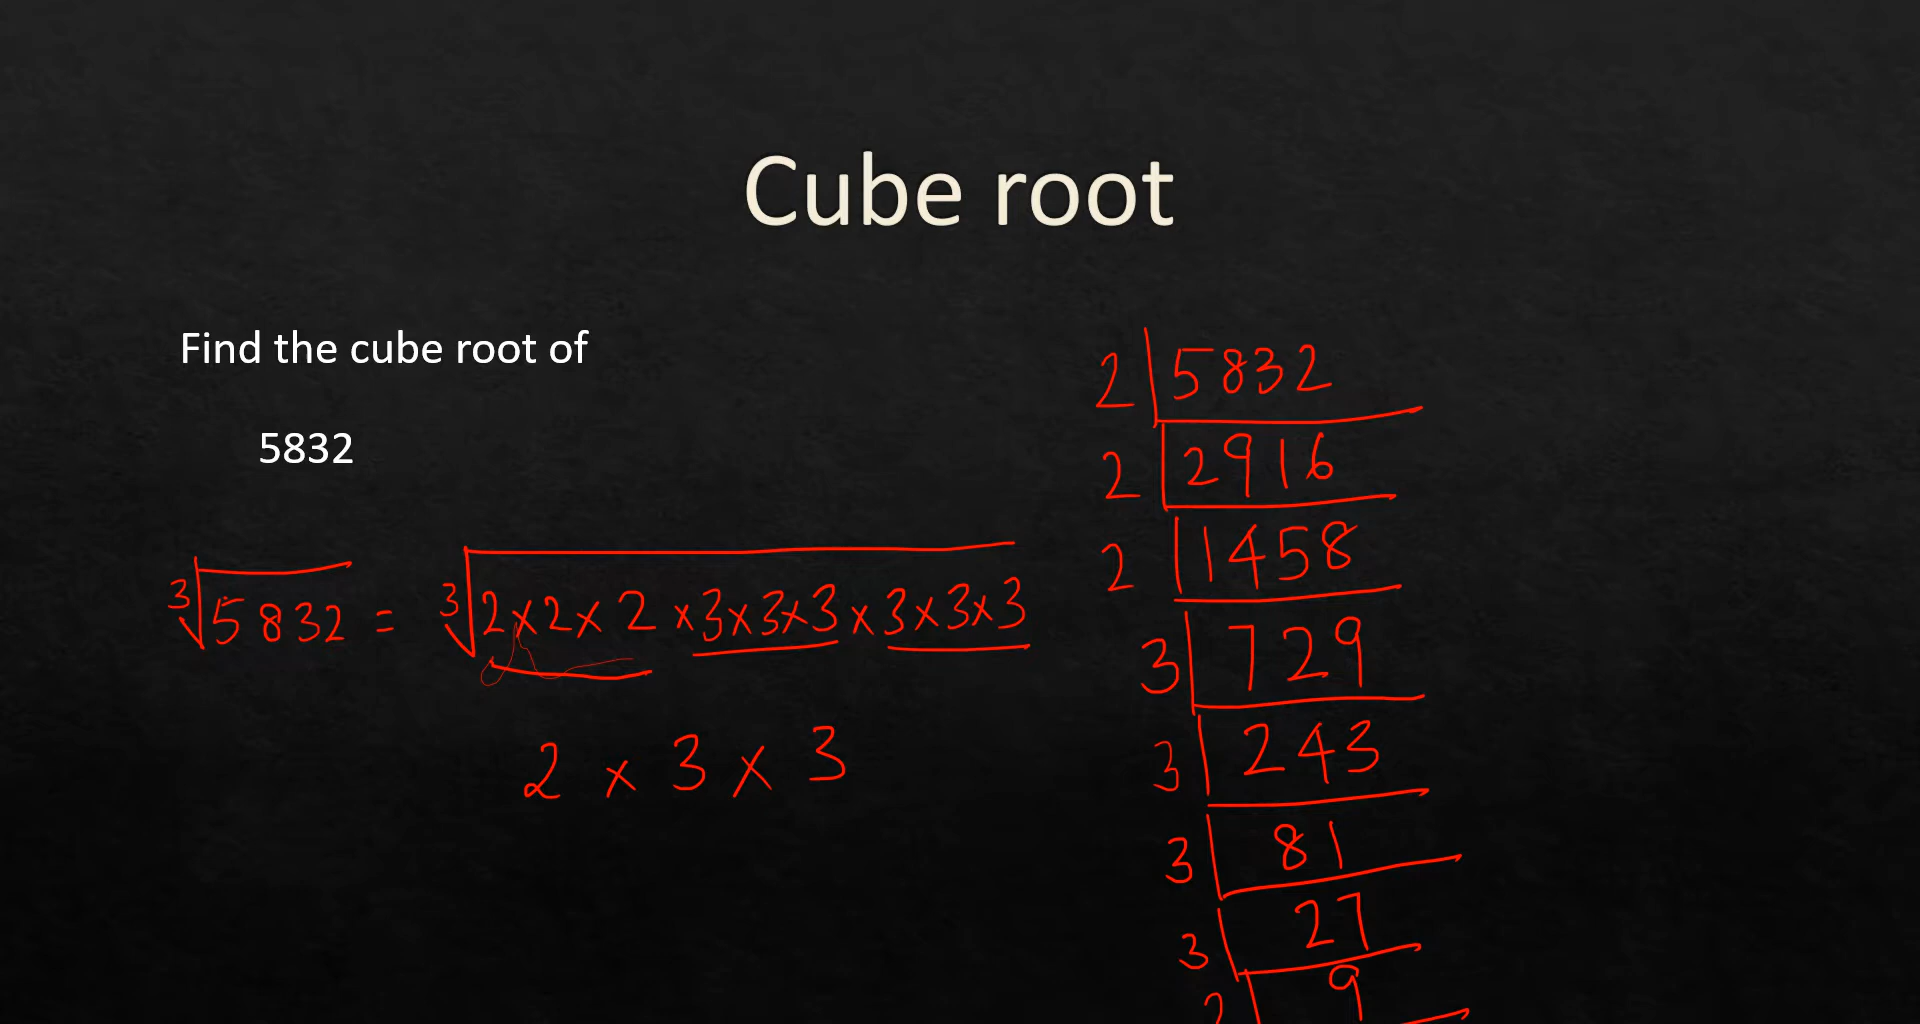 Cube root
Find the cube root of
5832
∛5832 = ∛2×2×2×3×3×3×3×3×3
2 × 3 × 3
2 | 5832
2 | 2916
2 | 1458
3 | 729
3 | 243
3 | 81
3 | 27
9